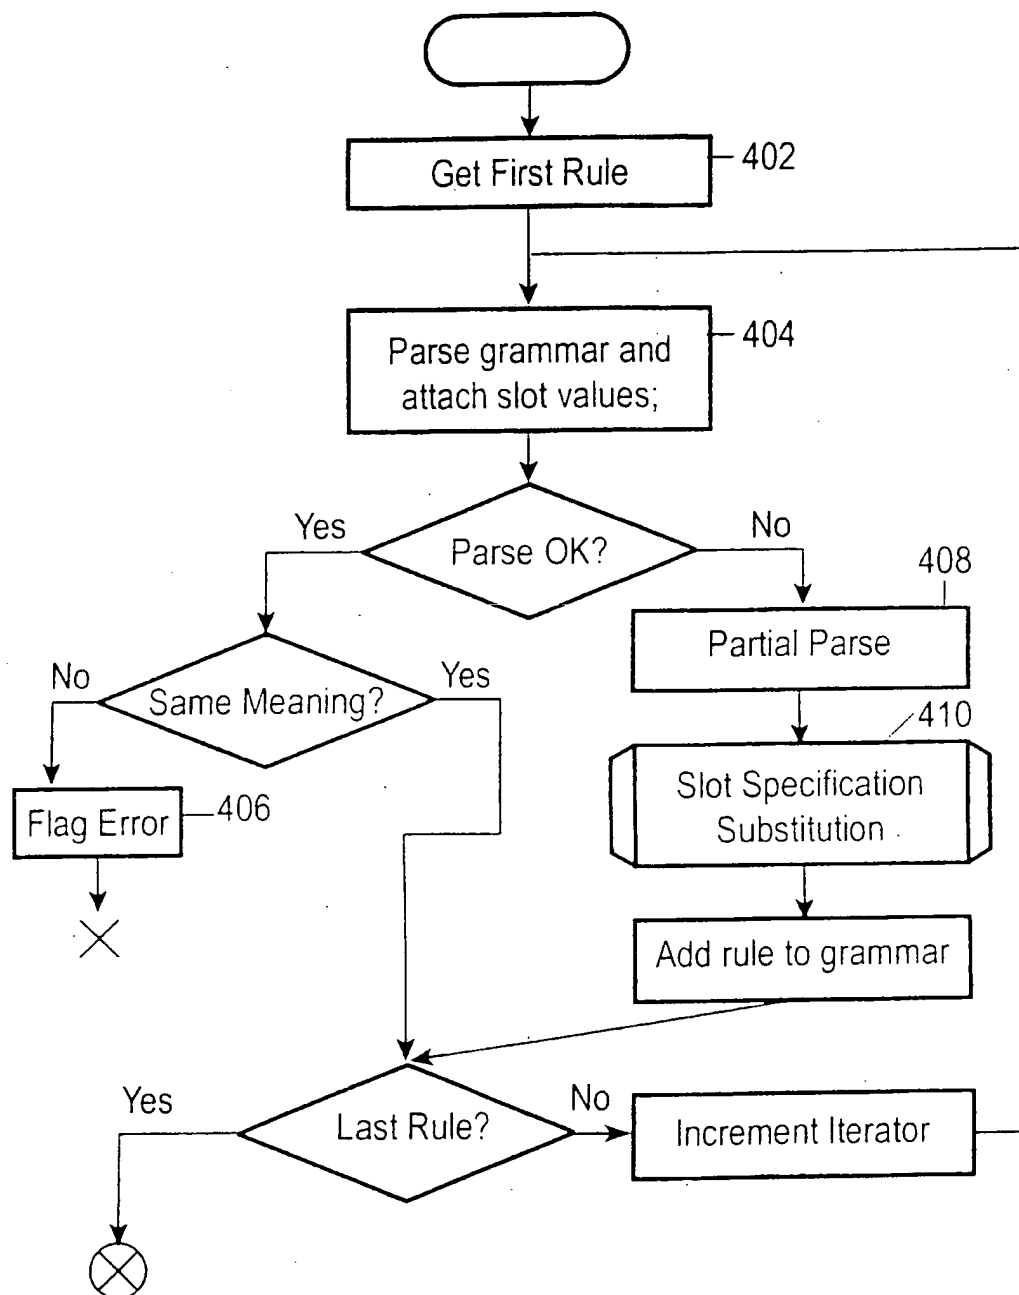 Get First Rule
402
Parse grammar and
attach slot values;
404
Yes
Parse OK?
No
408
Partial Parse
No
Same Meaning?
Yes
410
Slot Specification
Substitution
Flag Error
406
Add rule to grammar
Yes
Last Rule?
No
Increment Iterator